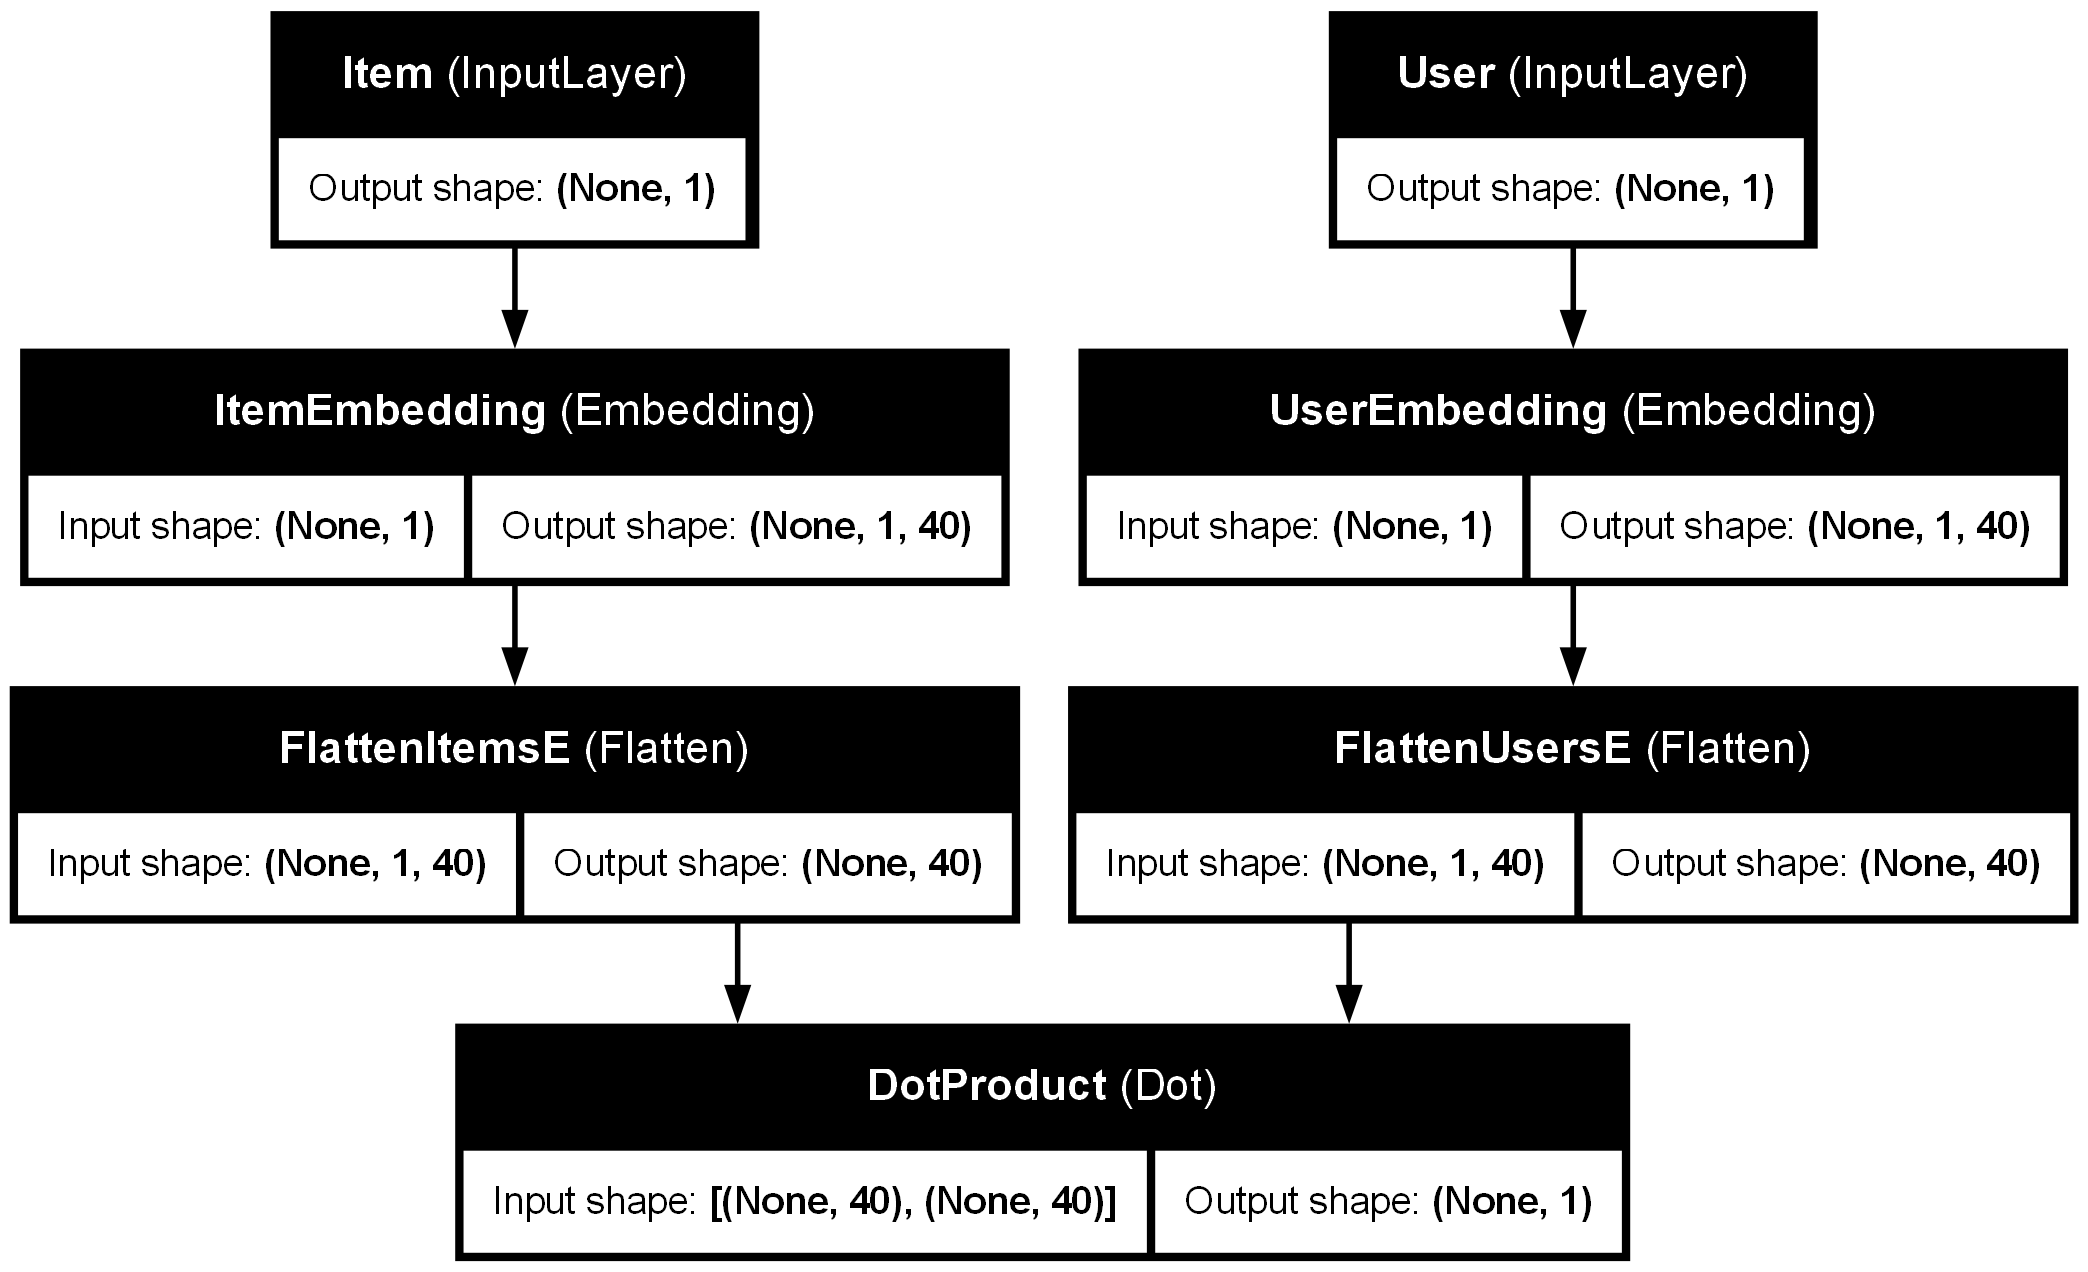 Item (InputLayer)
Output shape: (None, 1)
User (InputLayer)
Output shape: (None, 1)
ItemEmbedding (Embedding)
Input shape: (None, 1)
Output shape: (None, 1, 40)
UserEmbedding (Embedding)
Input shape: (None, 1)
Output shape: (None, 1, 40)
FlattenItemsE (Flatten)
Input shape: (None, 1, 40)
Output shape: (None, 40)
FlattenUsersE (Flatten)
Input shape: (None, 1, 40)
Output shape: (None, 40)
DotProduct (Dot)
Input shape: [(None, 40), (None, 40)]
Output shape: (None, 1)